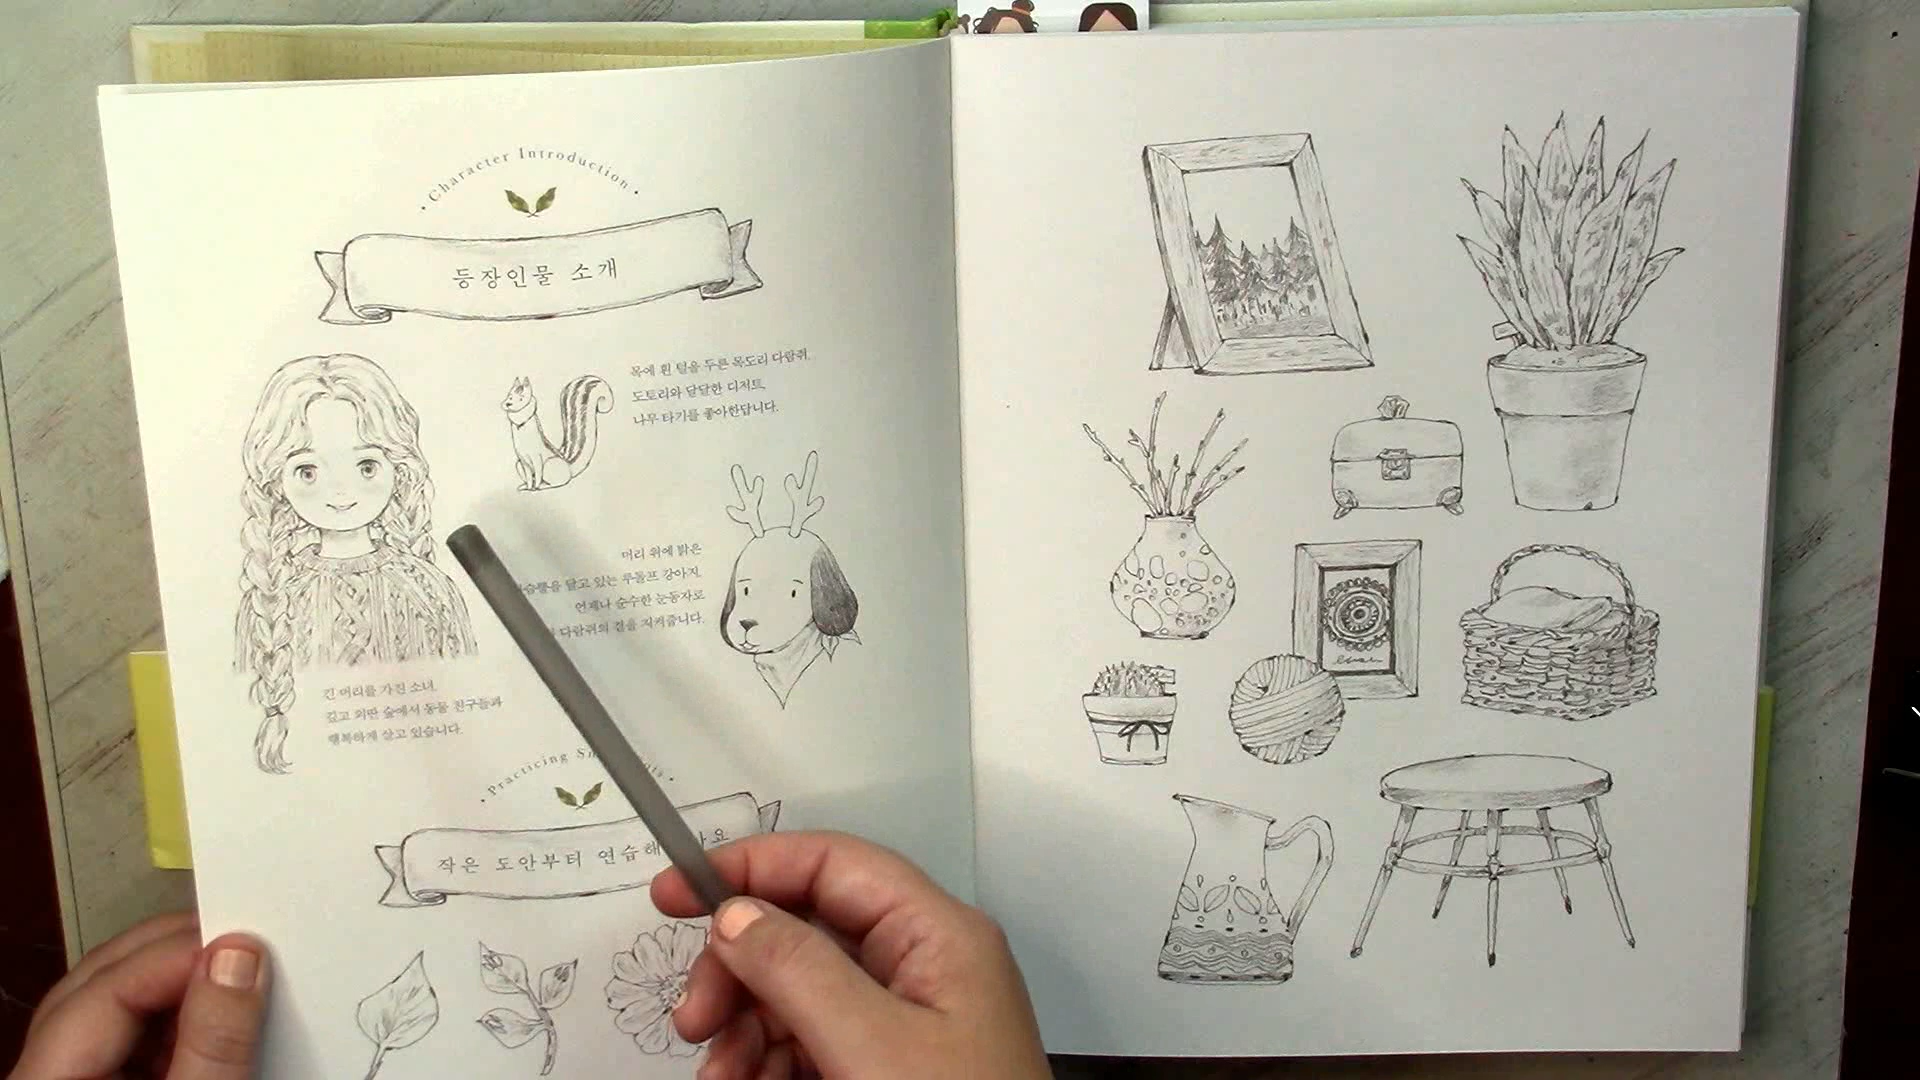 • Character Introduction •
등장인물 소개
목에 흰 털을 두른 목도리 다람쥐.
도토리와 달달한 디저트,
나무 타기를 좋아한답니다.
머리 위에 밝은
달고 있는 루돌프 강아지.
언제나 순수한 눈동자로
다람쥐의 곁을 지켜줍니다.
긴 머리를 가진 소녀.
깊고 외딴 숲에서 동물 친구들과
행복하게 살고 있습니다.
• Practicing
작은 도안부터 연습해